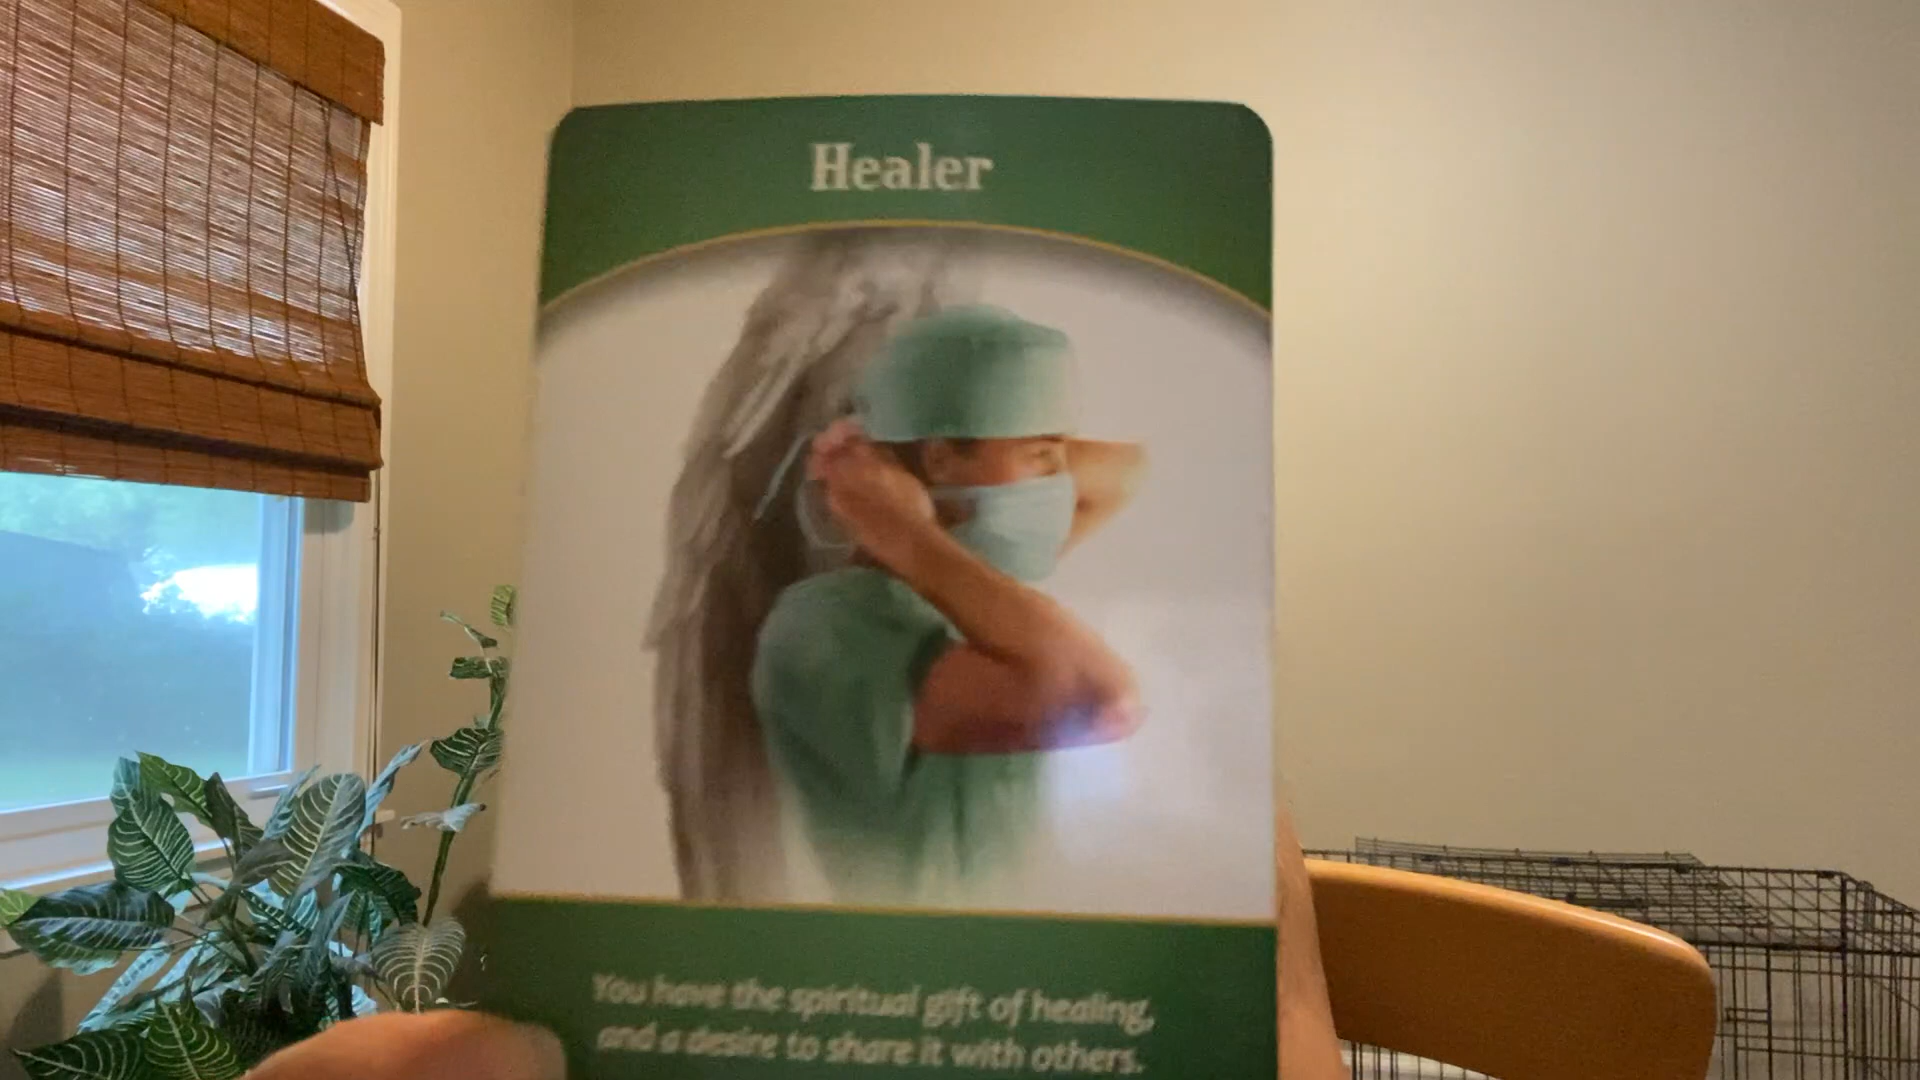 Healer
You have the spiritual gift of healing,
and a desire to share it with others.